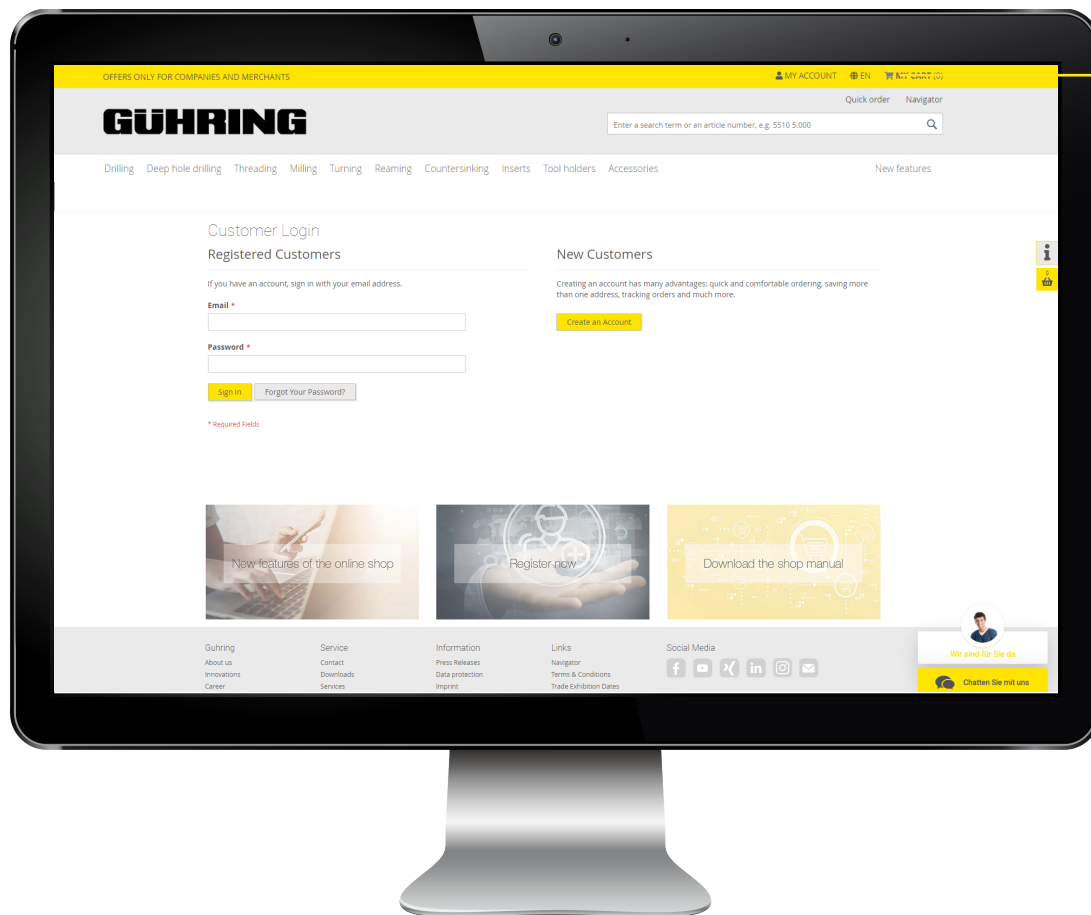 OFFERS ONLY FOR COMPANIES AND MERCHANTS
MY ACCOUNT EN MY CART (0)
Quick order Navigator
GÜHRING
Enter a search term or an article number, e.g. 5510 5.000
Drilling Deep hole drilling Threading Milling Turning Reaming Countersinking Inserts Tool holders Accessories New features
Customer Login
Registered Customers
If you have an account, sign in with your email address.
Email *
Password *
Sign In Forgot Your Password?
* Required Fields
New Customers
Creating an account has many advantages: quick and comfortable ordering, saving more
than one address, tracking orders and much more.
Create an Account
i
0
New features of the online shop
Register now
Download the shop manual
Guhring
About us
Innovations
Career
Service
Contact
Downloads
Services
Information
Press Releases
Data protection
Imprint
Links
Navigator
Terms & Conditions
Trade Exhibition Dates
Social Media
f in
Wir sind für Sie da
Chatten Sie mit uns